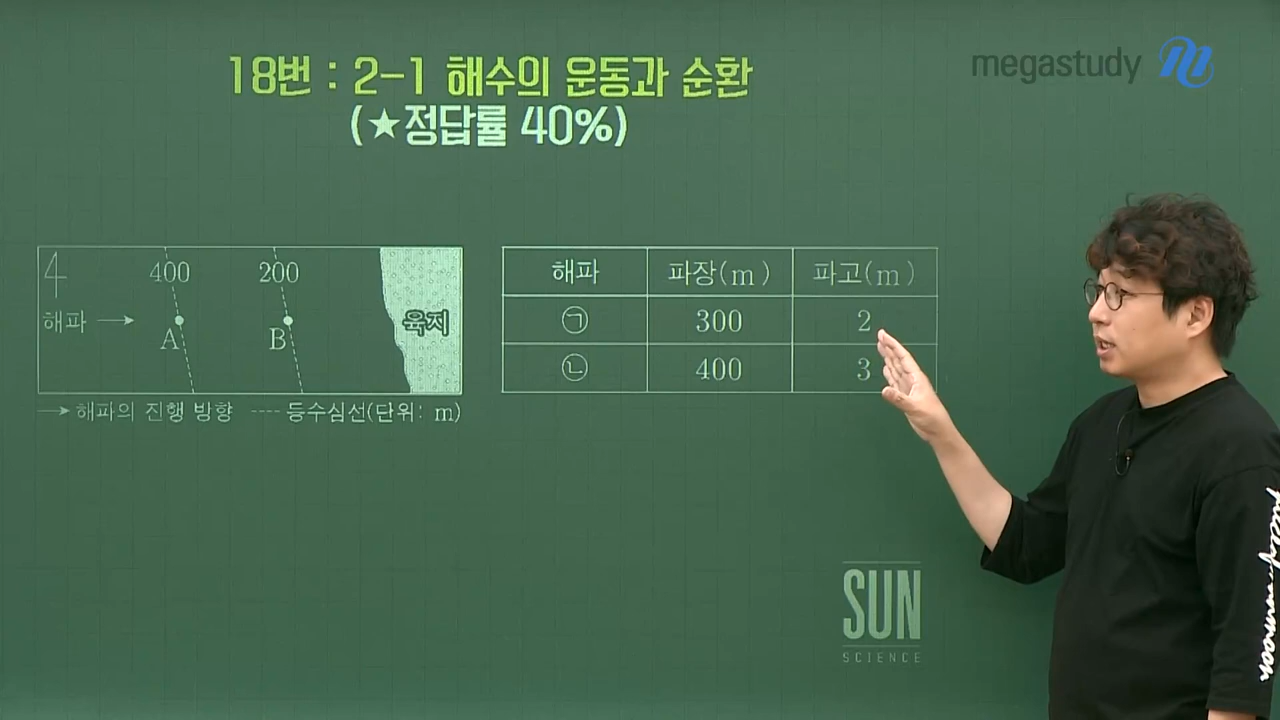 18번 : 2-1 해수의 운동과 순환
(★정답률 40%)
megastudy
4
400
200
해파
A
B
육지
→ 해파의 진행 방향 ---- 등수심선(단위: m)
해파 파장(m) 파고(m)
㉠ 300 2
㉡ 400 3
SUN
SCIENCE